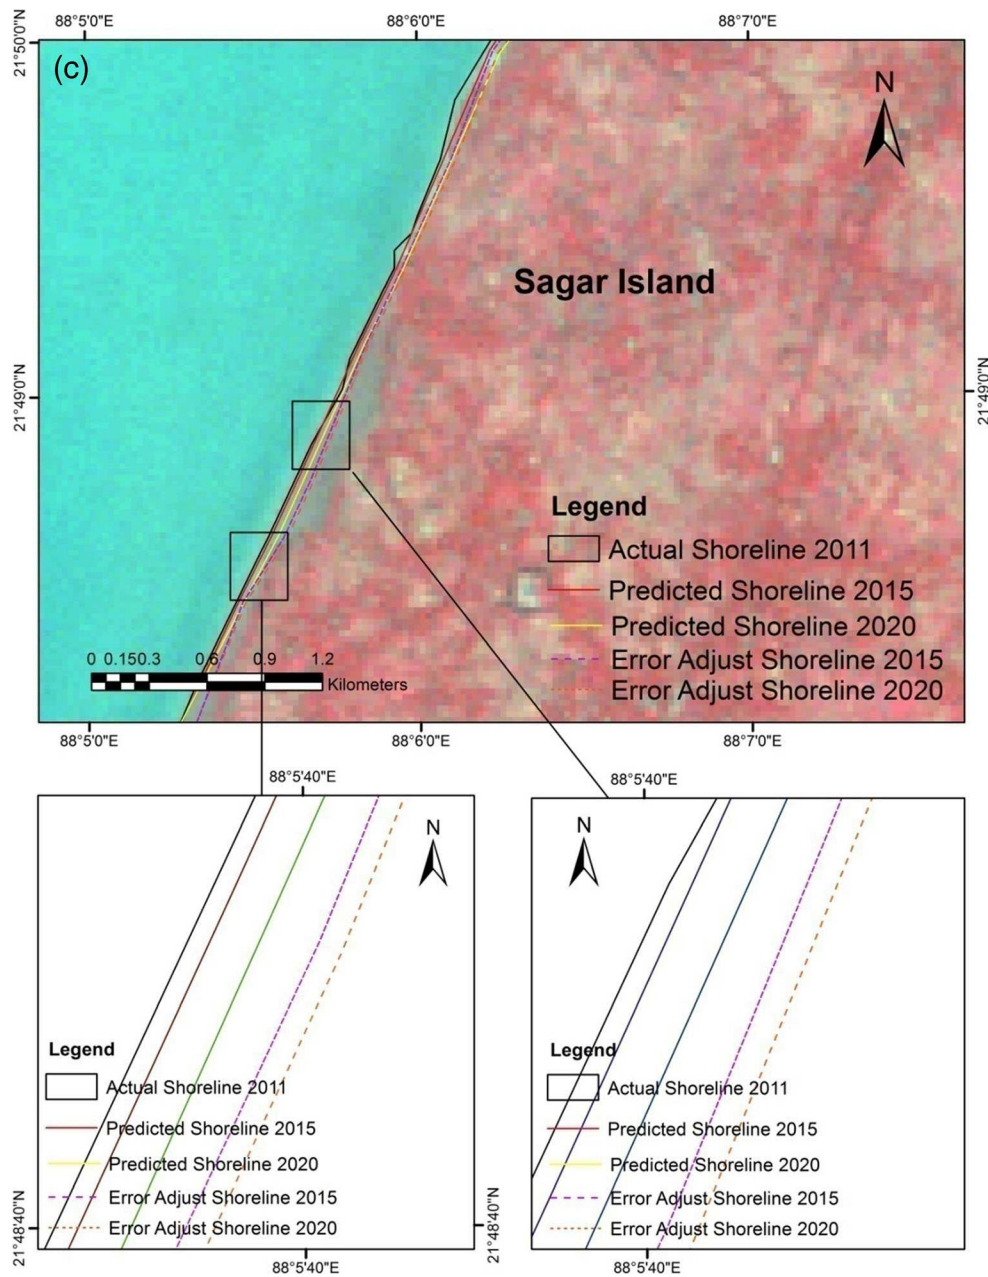 88°5'0"E 88°6'0"E 88°7'0"E
21°50'0"N
(c)
N
Sagar Island
21°49'0"N
21°49'0"N
Legend
Actual Shoreline 2011
Predicted Shoreline 2015
Predicted Shoreline 2020
Error Adjust Shoreline 2015
Error Adjust Shoreline 2020
0 0.150.3 0.6 0.9 1.2
Kilometers
88°5'0"E 88°6'0"E 88°7'0"E
88°5'40"E
N
Legend
Actual Shoreline 2011
Predicted Shoreline 2015
Predicted Shoreline 2020
Error Adjust Shoreline 2015
Error Adjust Shoreline 2020
21°48'40"N
88°5'40"E
88°5'40"E
N
Legend
Actual Shoreline 2011
Predicted Shoreline 2015
Predicted Shoreline 2020
Error Adjust Shoreline 2015
Error Adjust Shoreline 2020
21°48'40"N
21°48'40"N
88°5'40"E